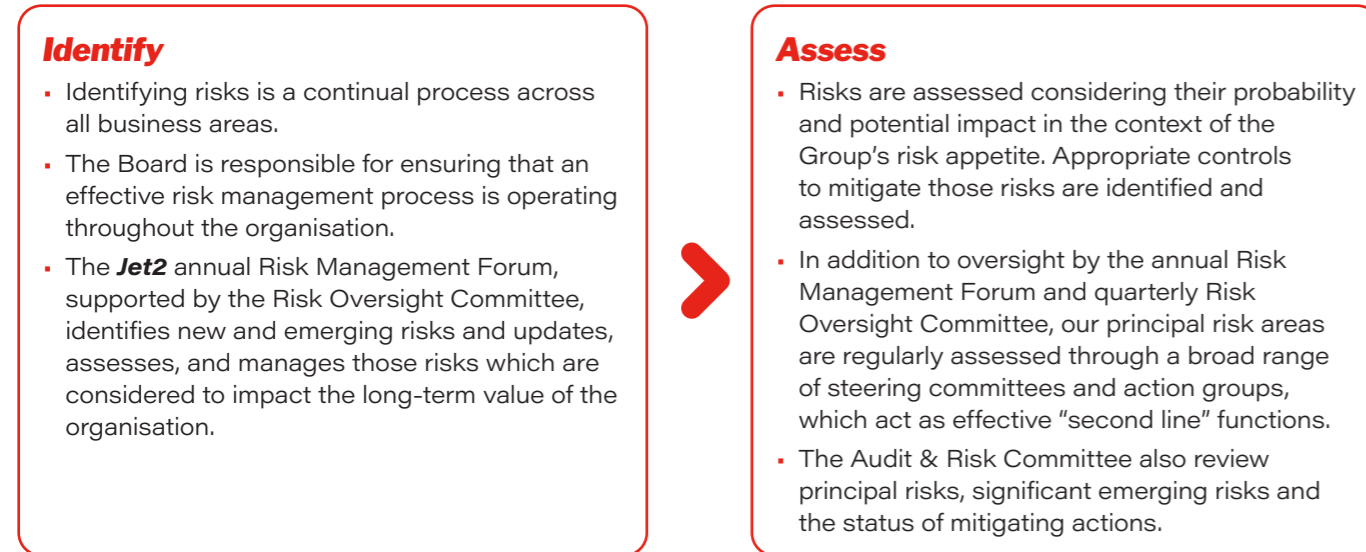 Identify
▪ Identifying risks is a continual process across
all business areas.
▪ The Board is responsible for ensuring that an
effective risk management process is operating
throughout the organisation.
▪ The Jet2 annual Risk Management Forum,
supported by the Risk Oversight Committee,
identifies new and emerging risks and updates,
assesses, and manages those risks which are
considered to impact the long-term value of the
organisation.
Assess
▪ Risks are assessed considering their probability
and potential impact in the context of the
Group's risk appetite. Appropriate controls
to mitigate those risks are identified and
assessed.
▪ In addition to oversight by the annual Risk
Management Forum and quarterly Risk
Oversight Committee, our principal risk areas
are regularly assessed through a broad range
of steering committees and action groups,
which act as effective “second line” functions.
▪ The Audit & Risk Committee also review
principal risks, significant emerging risks and
the status of mitigating actions.